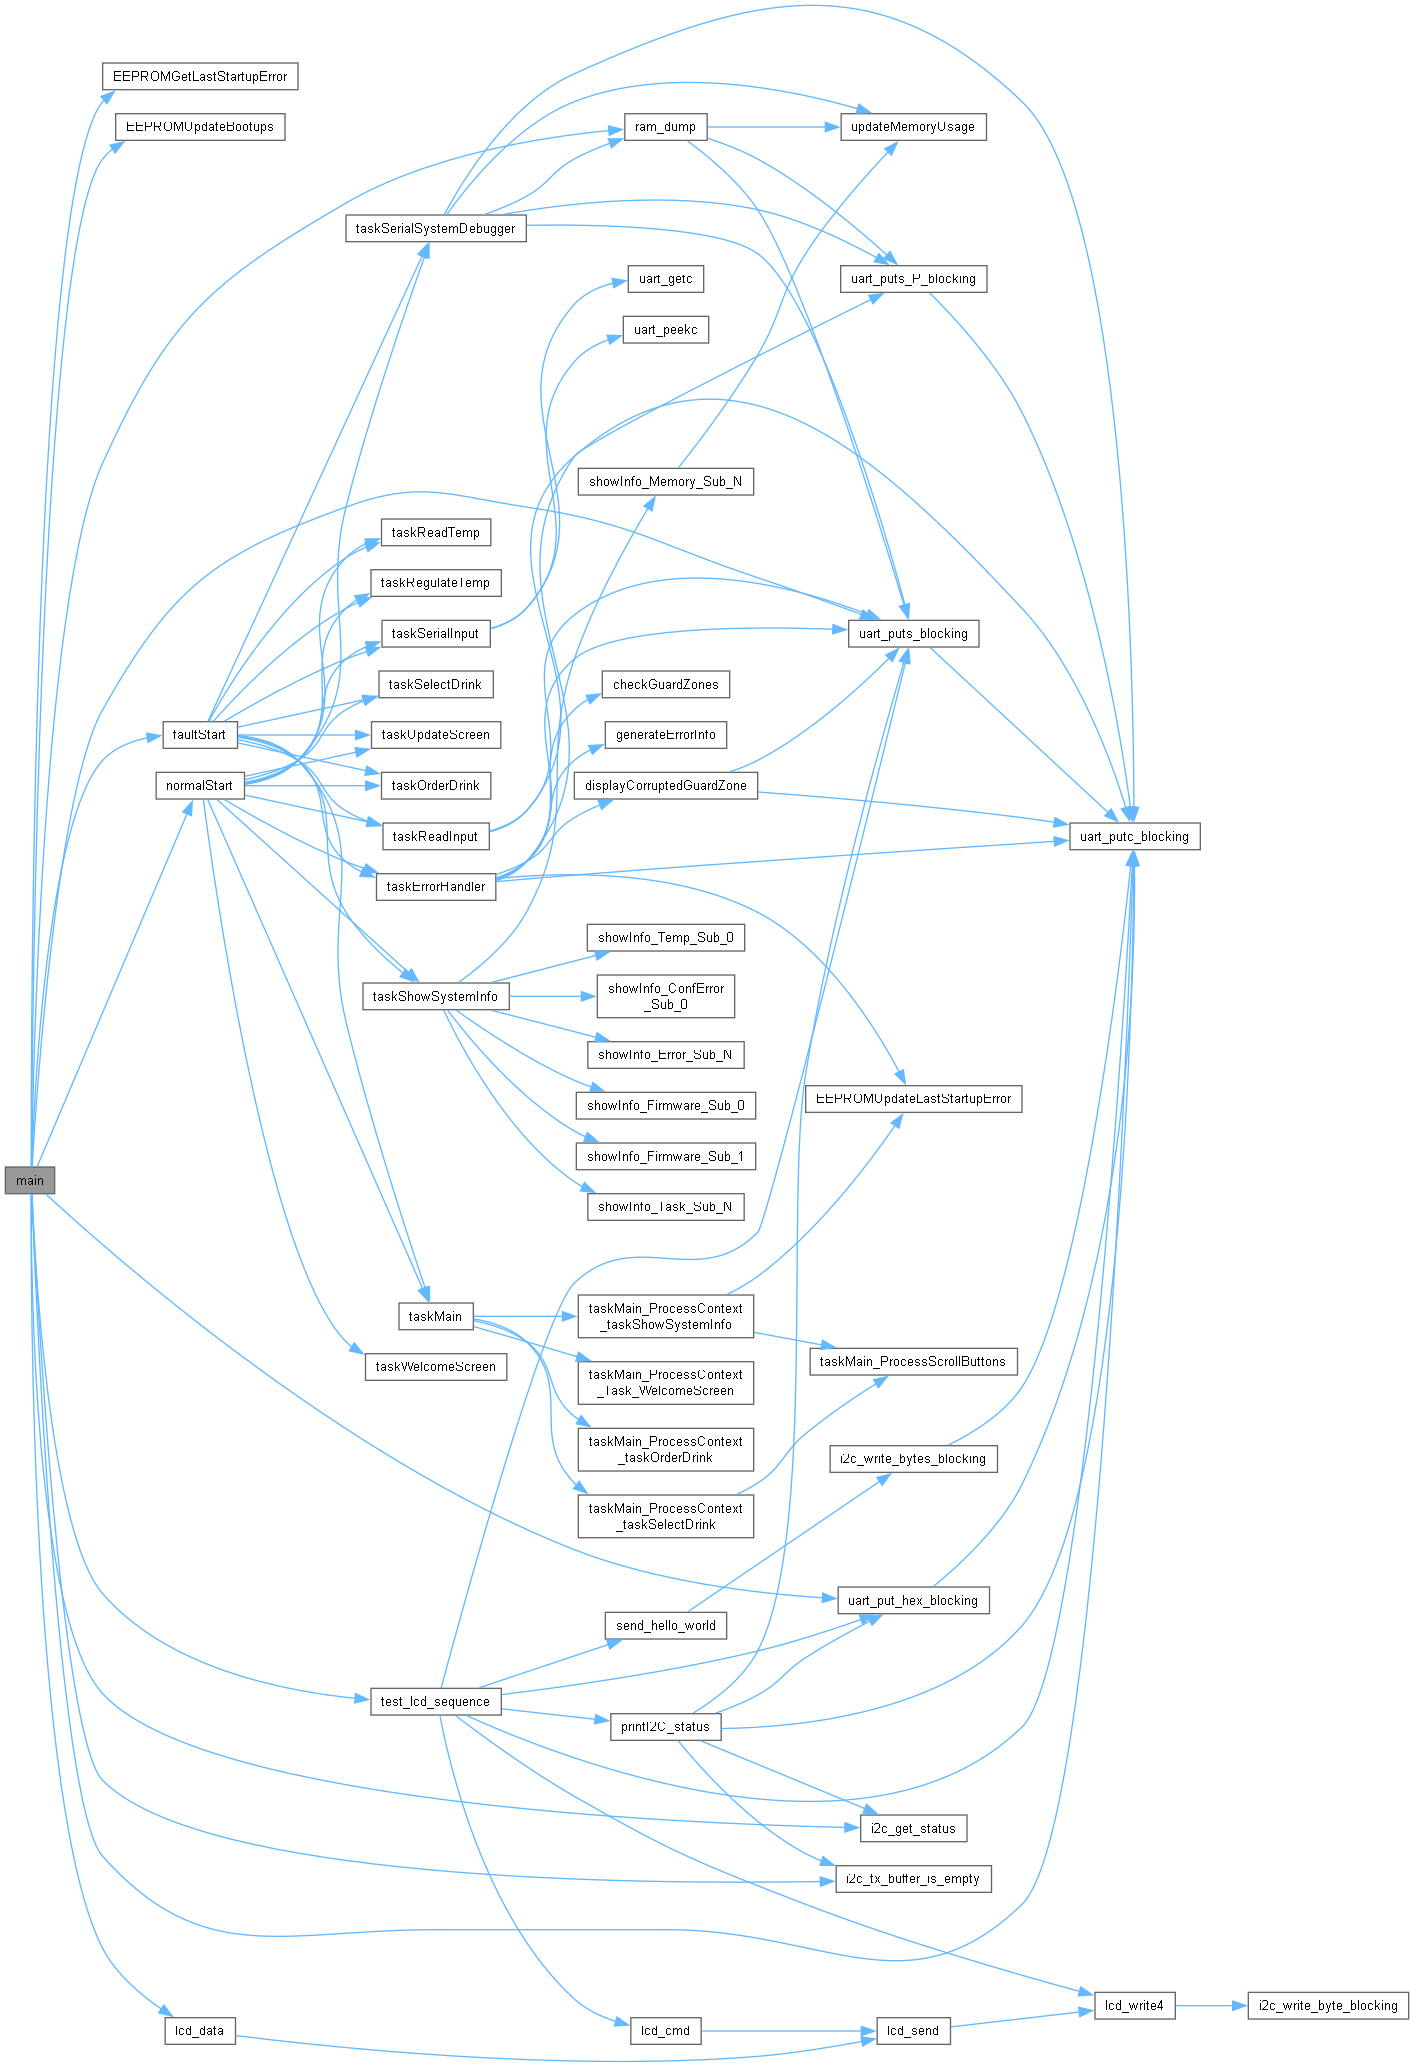 EEPROMGetLastStartupError
EEPROMUpdateBootups
ram_dump
updateMemoryUsage
taskSerialSystemDebugger
uart_getc
uart_puts_P_blocking
uart_peekc
showInfo_Memory_Sub_N
taskReadTemp
taskRegulateTemp
taskSerialInput
uart_puts_blocking
taskSelectDrink
checkGuardZones
faultStart
taskUpdateScreen
generateErrorInfo
normalStart
taskOrderDrink
displayCorruptedGuardZone
taskReadInput
uart_putc_blocking
taskErrorHandler
showInfo_Temp_Sub_0
taskShowSystemInfo
showInfo_ConfError
_Sub_0
showInfo_Error_Sub_N
showInfo_Firmware_Sub_0
EEPROMUpdateLastStartupError
showInfo_Firmware_Sub_1
main
showInfo_Task_Sub_N
taskMain
taskMain_ProcessContext
_taskShowSystemInfo
taskMain_ProcessScrollButtons
taskWelcomeScreen
taskMain_ProcessContext
_Task_WelcomeScreen
taskMain_ProcessContext
_taskOrderDrink
i2c_write_bytes_blocking
taskMain_ProcessContext
_taskSelectDrink
uart_put_hex_blocking
send_hello_world
test_lcd_sequence
printI2C_status
i2c_get_status
i2c_tx_buffer_is_empty
lcd_write4
i2c_write_byte_blocking
lcd_data
lcd_cmd
lcd_send